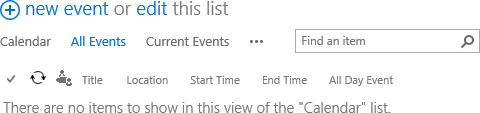 new event or edit this list
Calendar All Events Current Events ... Find an item
Title Location Start Time End Time All Day Event
There are no items to show in this view of the "Calendar" list.